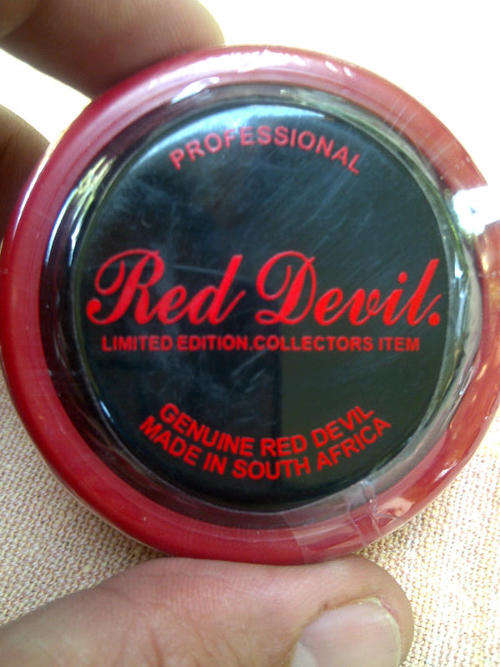 PROFESSIONAL
Red Devil.
LIMITED EDITION.COLLECTORS ITEM
GENUINE RED DEVIL
MADE IN SOUTH AFRICA